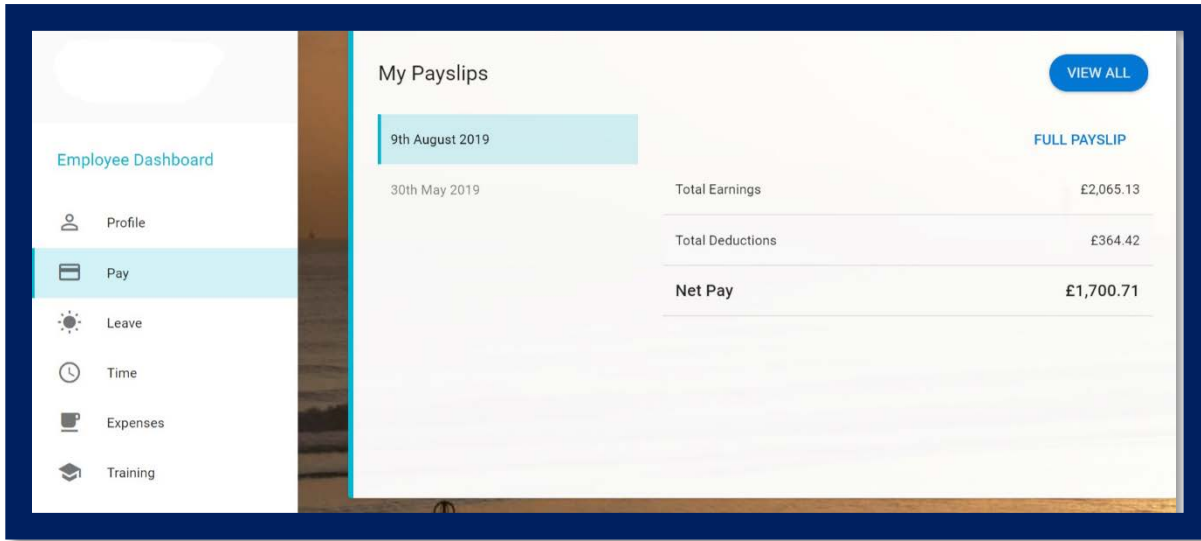 Employee Dashboard
Profile
Pay
Leave
Time
Expenses
Training
My Payslips
VIEW ALL
9th August 2019
FULL PAYSLIP
30th May 2019
Total Earnings £2,065.13
Total Deductions £364.42
Net Pay £1,700.71